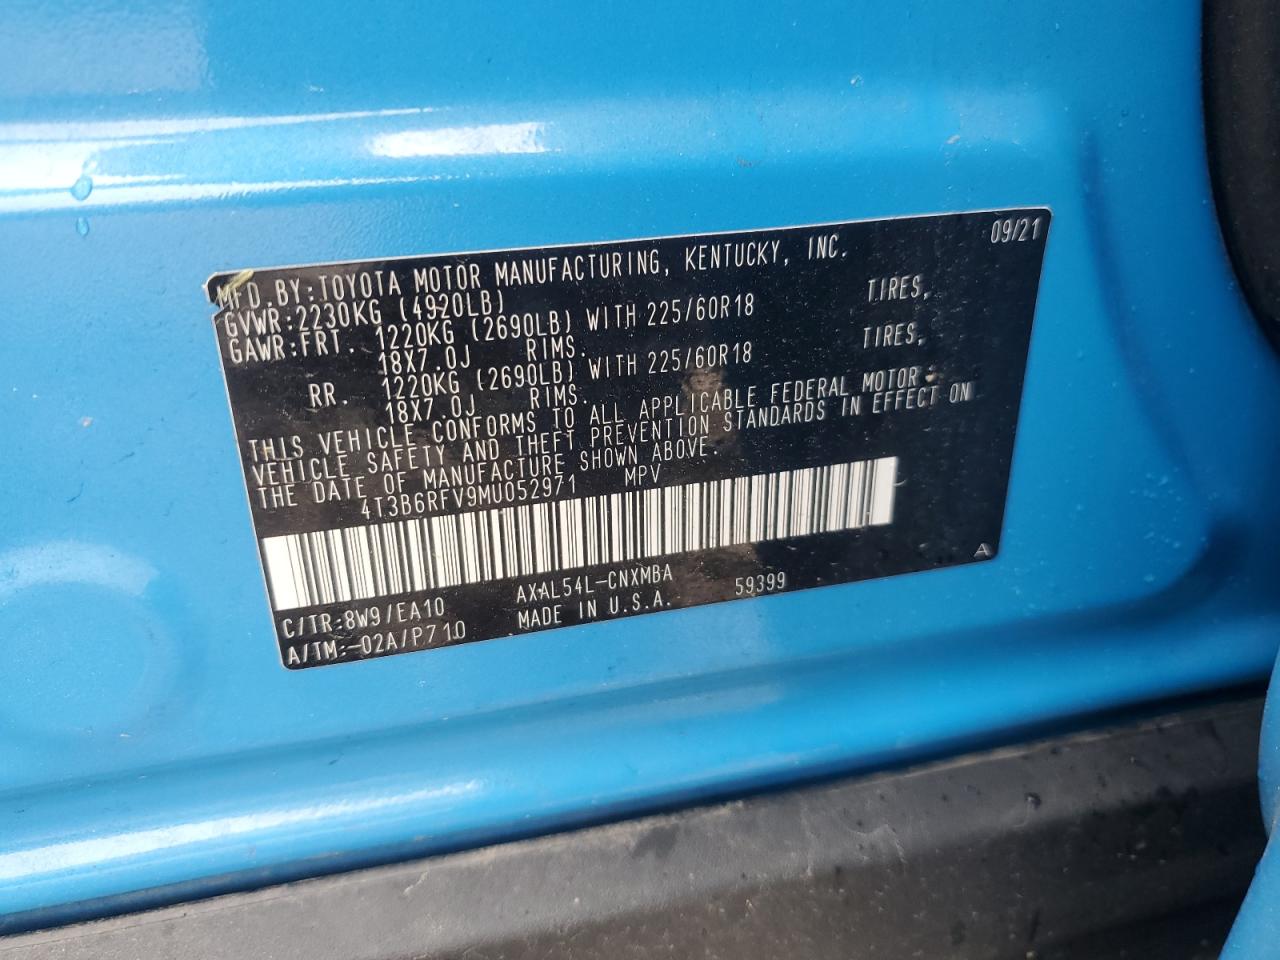 09/21
MFD.BY:TOYOTA MOTOR MANUFACTURING, KENTUCKY, INC.
GVWR:2230KG (4920LB)
GAWR:FRT. 1220KG (2690LB) WITH 225/60R18 TIRES,
18X7.0J RIMS.
RR. 1220KG (2690LB) WITH 225/60R18 TIRES,
18X7.0J RIMS.
THIS VEHICLE CONFORMS TO ALL APPLICABLE FEDERAL MOTOR
VEHICLE SAFETY AND THEFT PREVENTION STANDARDS IN EFFECT ON
THE DATE OF MANUFACTURE SHOWN ABOVE.
4T3B6RFV9MU052971 MPV
C/TR:8W9/EA10 AXAL54L-CNXMBA 59399 A
A/TM:-02A/P710 MADE IN U.S.A.